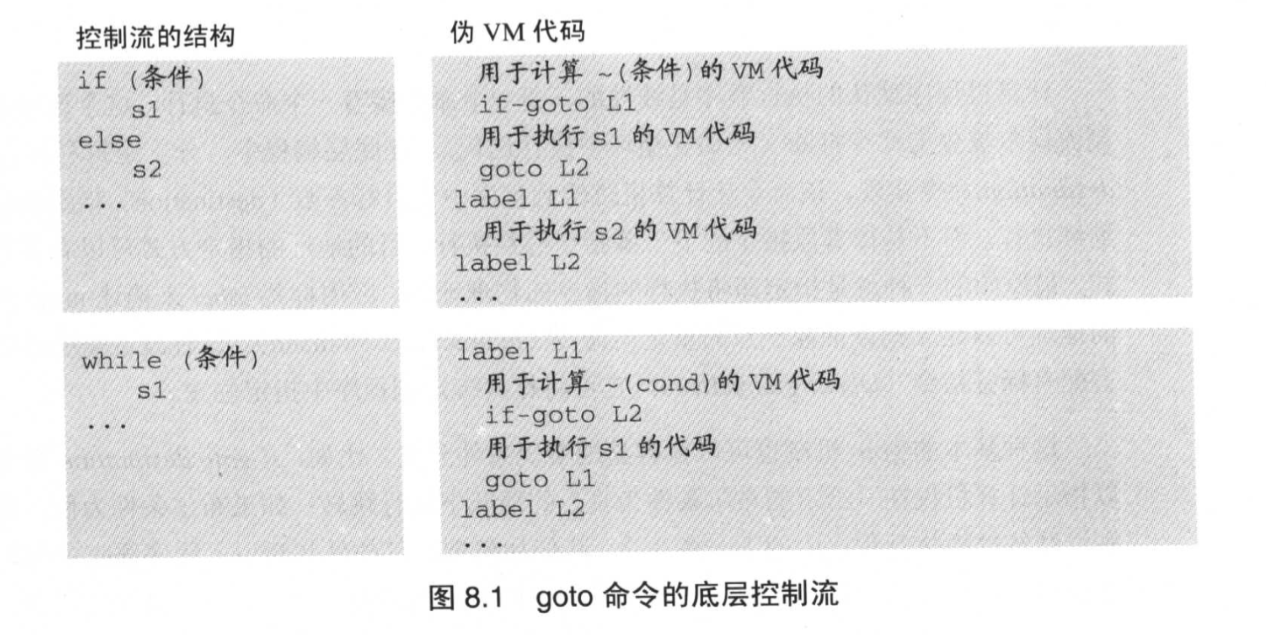 控制流的结构
if (条件)
s1
else
s2
...
伪 VM 代码
用于计算 ~(条件)的 VM 代码
if-goto L1
用于执行 s1 的 VM 代码
goto L2
label L1
用于执行 s2 的 VM 代码
label L2
...
while (条件)
s1
...
label L1
用于计算 ~(cond)的 VM 代码
if-goto L2
用于执行 s1 的代码
goto L1
label L2
...
图 8.1 goto 命令的底层控制流